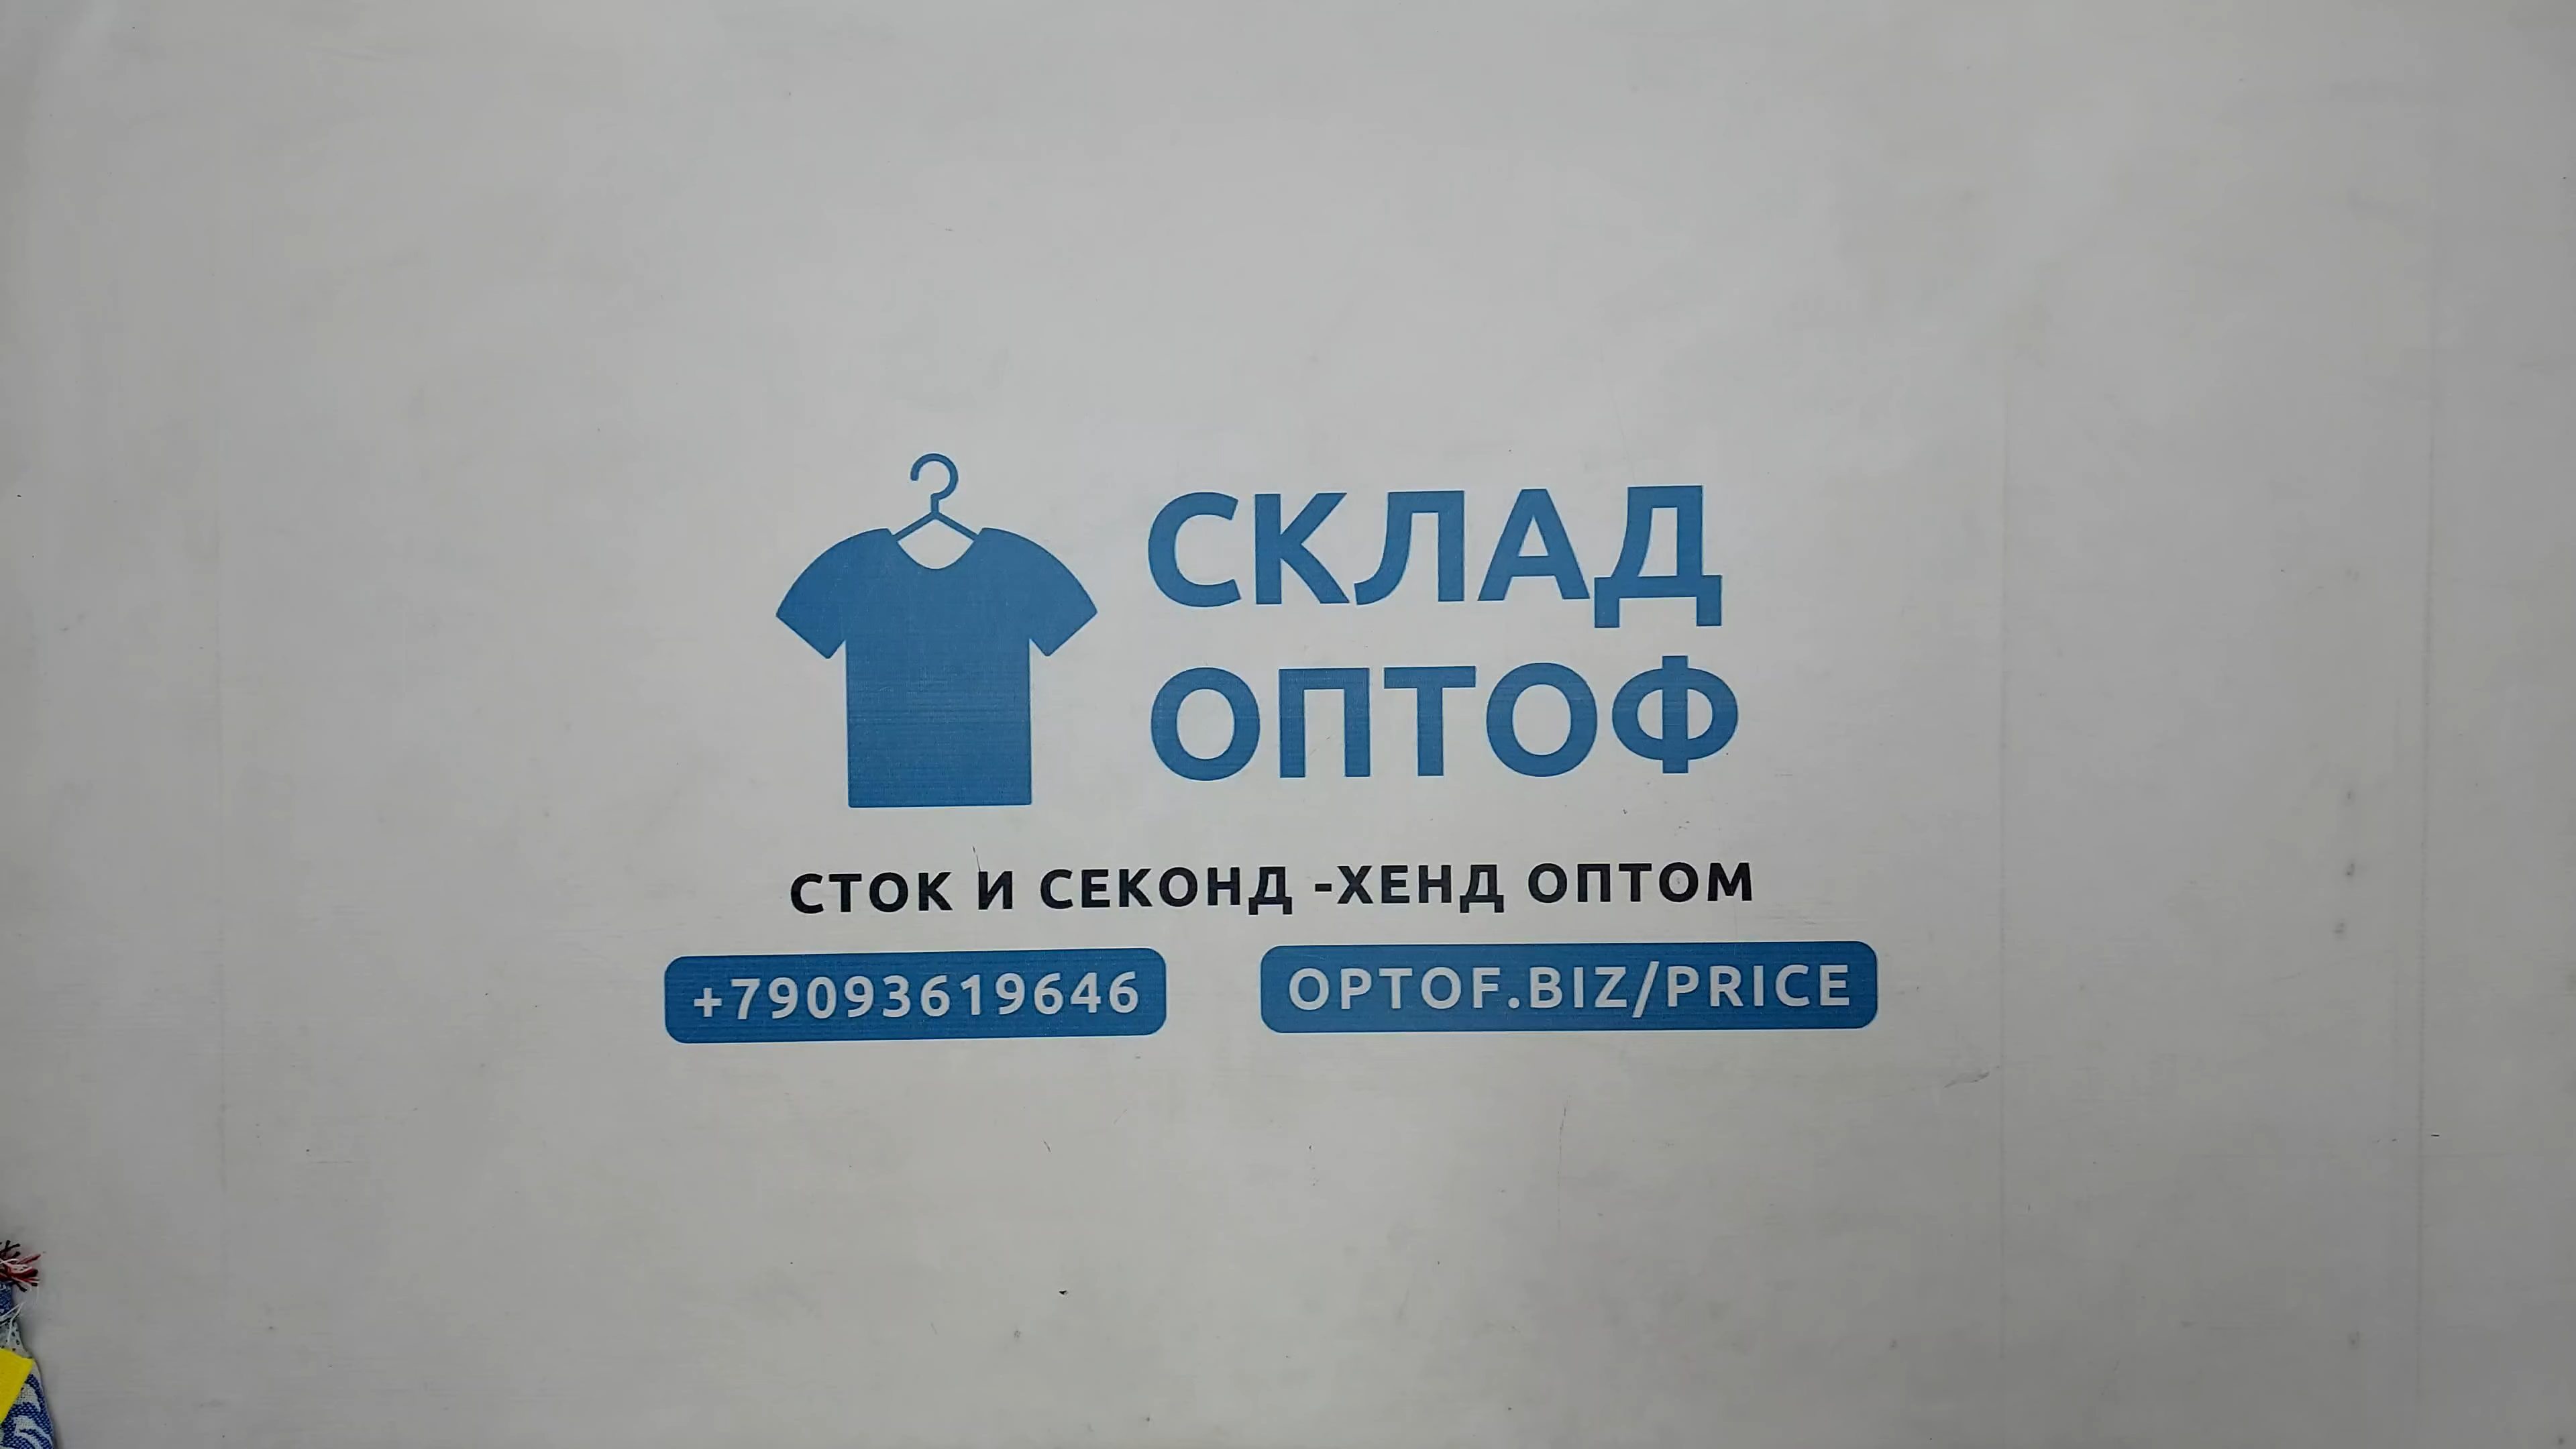 СКЛАД
ОПТОФ
СТОК И СЕКОНД -ХЕНД ОПТОМ
+79093619646
OPTOF.BIZ/PRICE